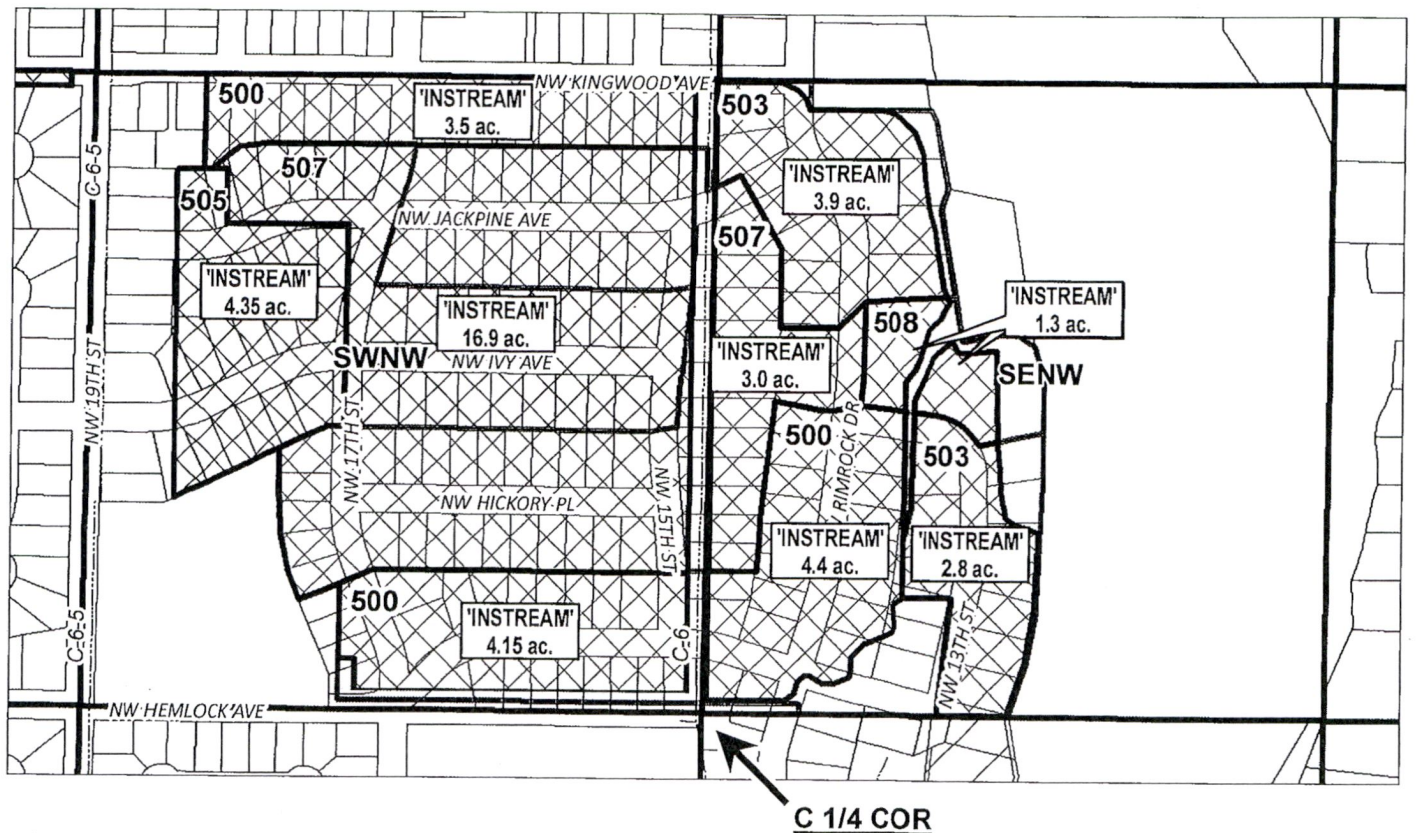 NW KINGWOOD AVE
500
'INSTREAM'
3.5 ac.
503
C-6-5
507
'INSTREAM'
3.9 ac.
505
NW JACKPINE AVE
507
'INSTREAM'
4.35 ac.
'INSTREAM'
1.3 ac.
'INSTREAM'
16.9 ac.
508
NW 19TH ST
SWNW
NW IVY AVE
'INSTREAM'
3.0 ac.
SENW
NW 17TH ST
500
RIMROCK DR
503
NW HICKORY PL
NW 15TH ST
'INSTREAM'
4.4 ac.
'INSTREAM'
2.8 ac.
500
'INSTREAM'
4.15 ac.
C-6-5
C-6
NW 13TH ST
NW HEMLOCK AVE
C 1/4 COR